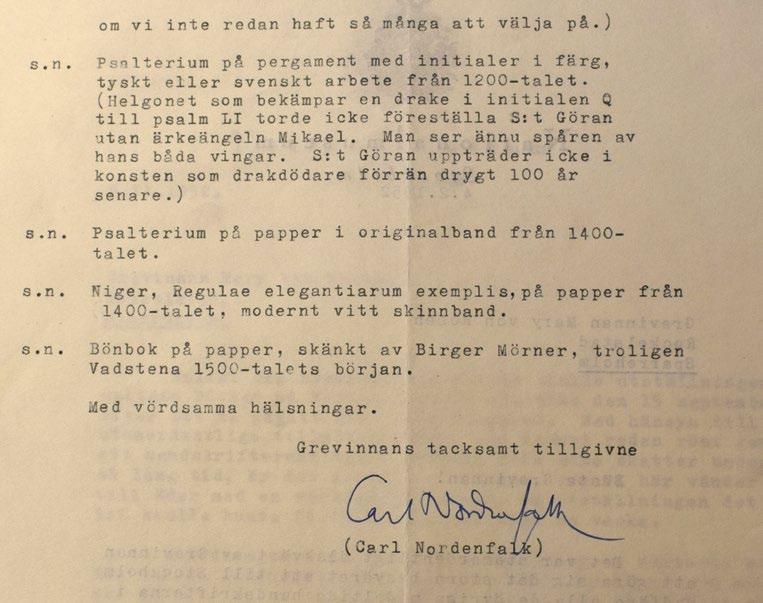 om vi inte redan haft så många att välja på.)
s.n. Psalterium på pergament med initialer i färg,
tyskt eller svenskt arbete från 1200-talet.
(Helgonet som bekämpar en drake i initialen Q
till psalm LI torde icke föreställa S:t Göran
utan ärkeängeln Mikael. Man ser ännu spåren av
hans båda vingar. S:t Göran uppträder icke i
konsten som drakdödare förrän drygt 100 år
senare.)
s.n. Psalterium på papper i originalband från 1400-
talet.
s.n. Niger, Regulae elegantiarum exemplis, på papper från
1400-talet, modernt vitt skinnband.
s.n. Bönbok på papper, skänkt av Birger Mörner, troligen
Vadstena 1500-talets början.
Med vördsamma hälsningar.
Grevinnans tacksamt tillgivne
Carl Nordenfalk
(Carl Nordenfalk)